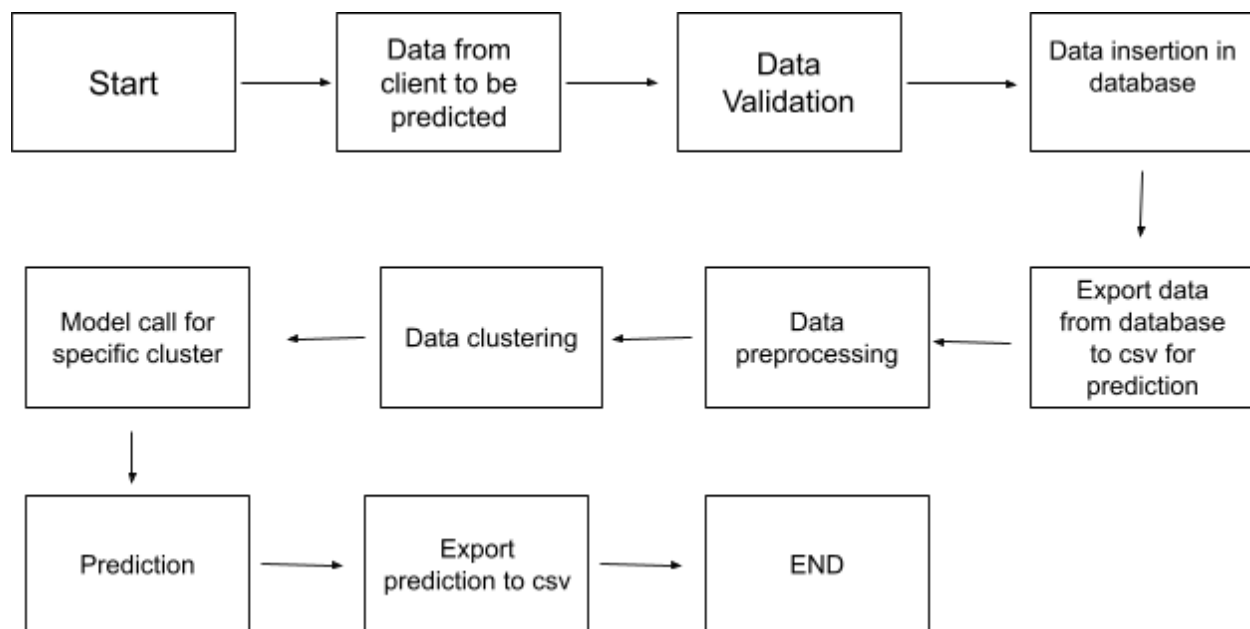 Start
Data from
client to be
predicted
Data
Validation
Data insertion in
database
Model call for
specific cluster
Data clustering
Data
preprocessing
Export data
from database
to csv for
prediction
Prediction
Export
prediction to csv
END